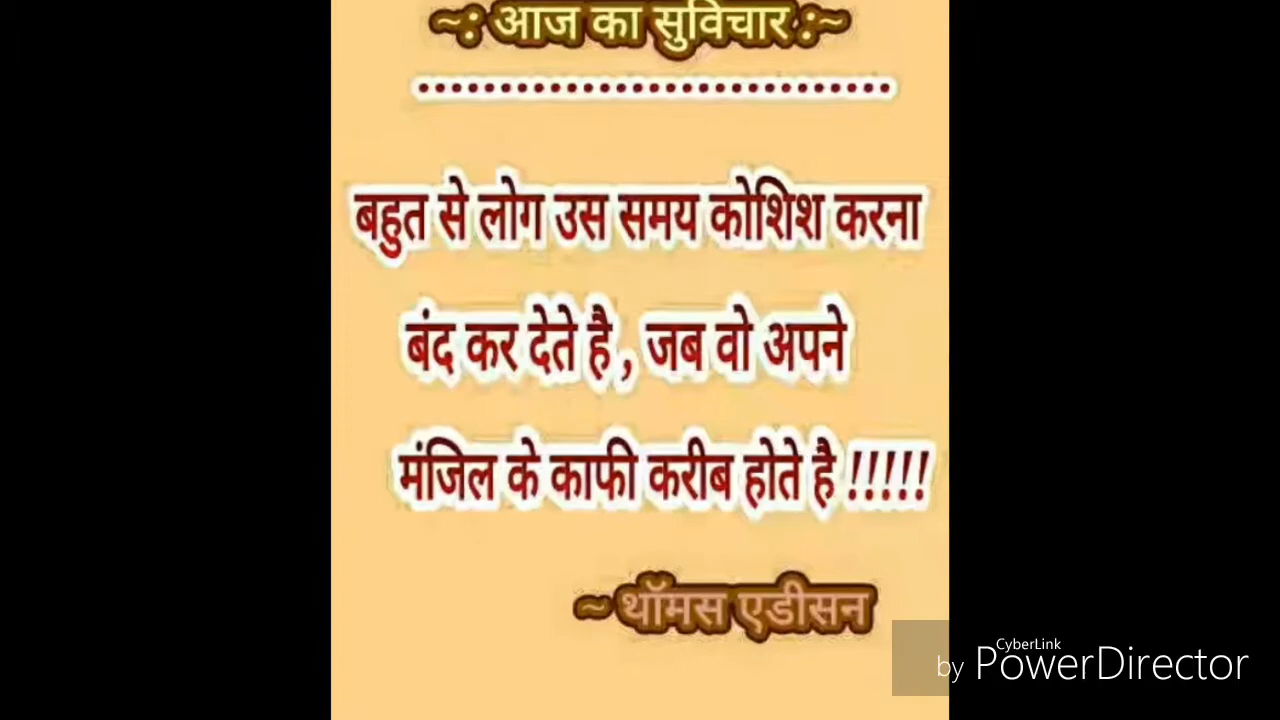 ~: आज का सुविचार :~
..............................
बहुत से लोग उस समय कोशिश करना
बंद कर देते है , जब वो अपने
मंजिल के काफी करीब होते है !!!!!
~ थॉमस एडीसन
CyberLink
by PowerDirector